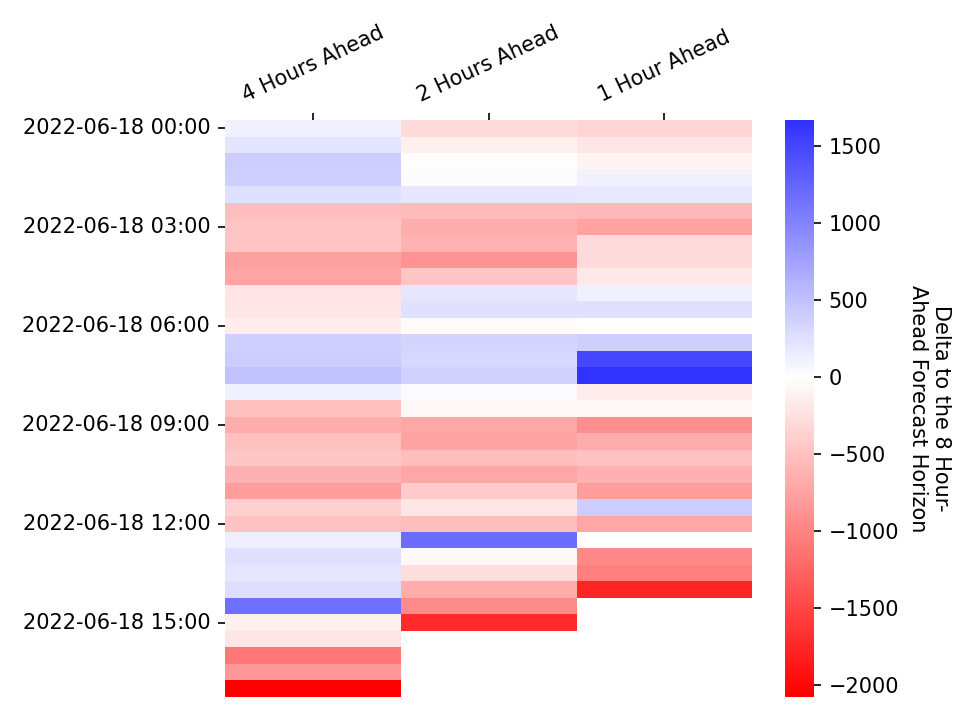 4 Hours Ahead
2 Hours Ahead
1 Hour Ahead
2022-06-18 00:00
2022-06-18 03:00
2022-06-18 06:00
2022-06-18 09:00
2022-06-18 12:00
2022-06-18 15:00
1500
1000
500
0
−500
−1000
−1500
−2000
Delta to the 8 Hour-
Ahead Forecast Horizon